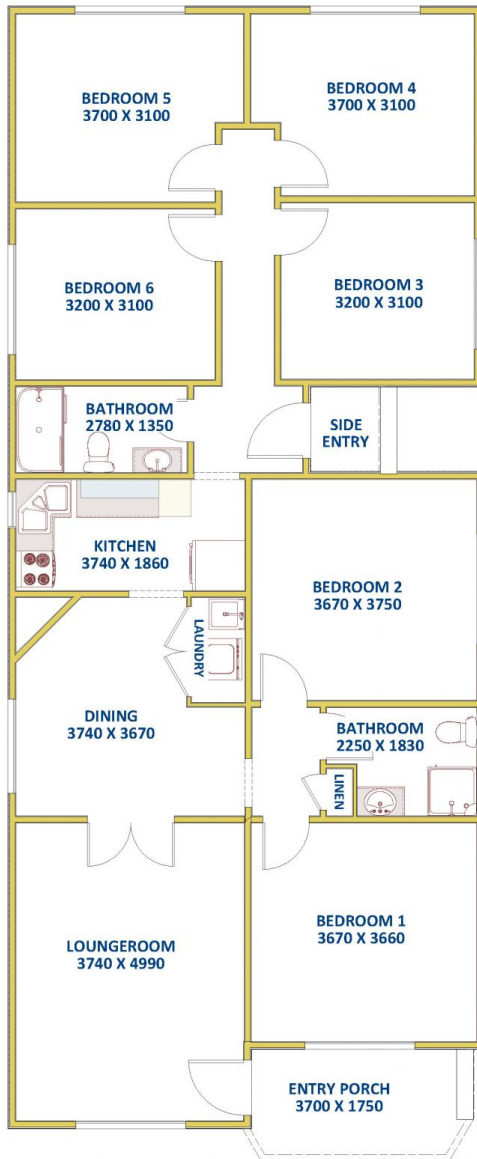 BEDROOM 5
3700 X 3100
BEDROOM 4
3700 X 3100
BEDROOM 6
3200 X 3100
BEDROOM 3
3200 X 3100
BATHROOM
2780 X 1350
SIDE
ENTRY
KITCHEN
3740 X 1860
BEDROOM 2
3670 X 3750
LAUNDRY
DINING
3740 X 3670
BATHROOM
2250 X 1830
LINEN
LOUNGEROOM
3740 X 4990
BEDROOM 1
3670 X 3660
ENTRY PORCH
3700 X 1750